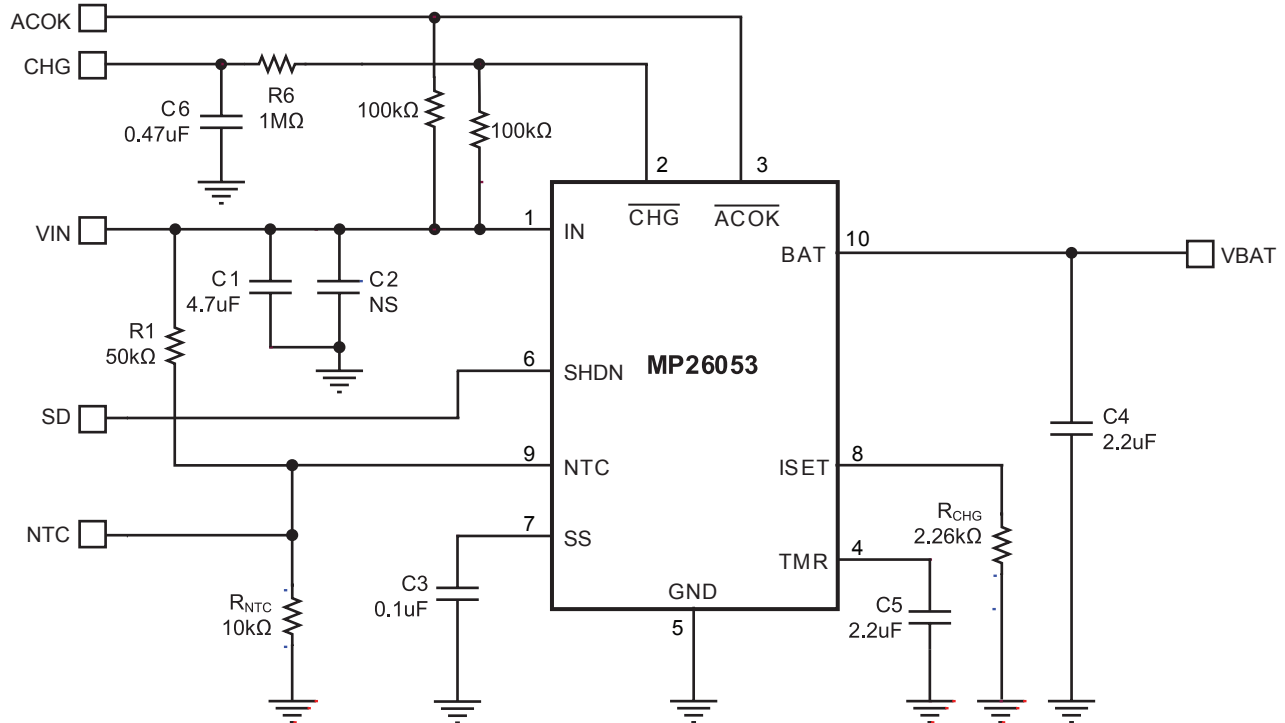 ACOK
CHG
C6
0.47uF
R6
1MΩ
100kΩ
100kΩ
2
3
VIN
1
IN
CHG
ACOK
BAT
10
VBAT
C1
4.7uF
C2
NS
R1
50kΩ
6
SHDN
MP26053
SD
C4
2.2uF
9
NTC
ISET
8
NTC
7
SS
RCHG
2.26kΩ
TMR
4
RNTC
10kΩ
C3
0.1uF
GND
5
C5
2.2uF